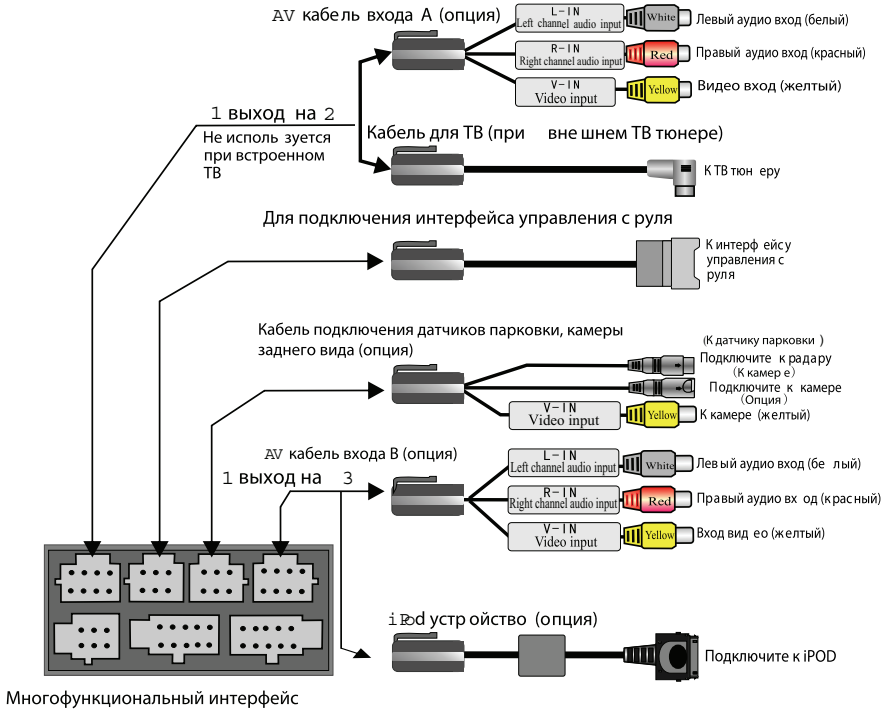 AV кабель входа A (опция)
L-IN
Left channel audio input
White
Левый аудио вход (белый)
R-IN
Right channel audio input
Red
Правый аудио вход (красный)
V-IN
Video input
Yellow
Видео вход (желтый)
1 выход на 2
Не исполь зуется
при встроенном
ТВ
Кабель для ТВ (при вне шнем ТВ тюнере)
К ТВ тюн еру
Для подключения интерфейса управления с руля
К интерф ейсу
управления с
руля
Кабель подключения датчиков парковки, камеры
заднего вида (опция)
(К датчику парковки )
Подключите к радару
(К камер е)
Подключите к камере
(Опция )
V-IN
Video input
Yellow
К камере (желтый)
AV кабель входа В (опция)
1 выход на 3
L-IN
Left channel audio input
White
Левый аудио вход (бе лый)
R-IN
Right channel audio input
Red
Правый аудио вх од (красный)
V-IN
Video input
Yellow
Вход вид ео (желтый)
iPod устр ойство (опция)
Подключите к iPOD
Многофункциональный интерфейс